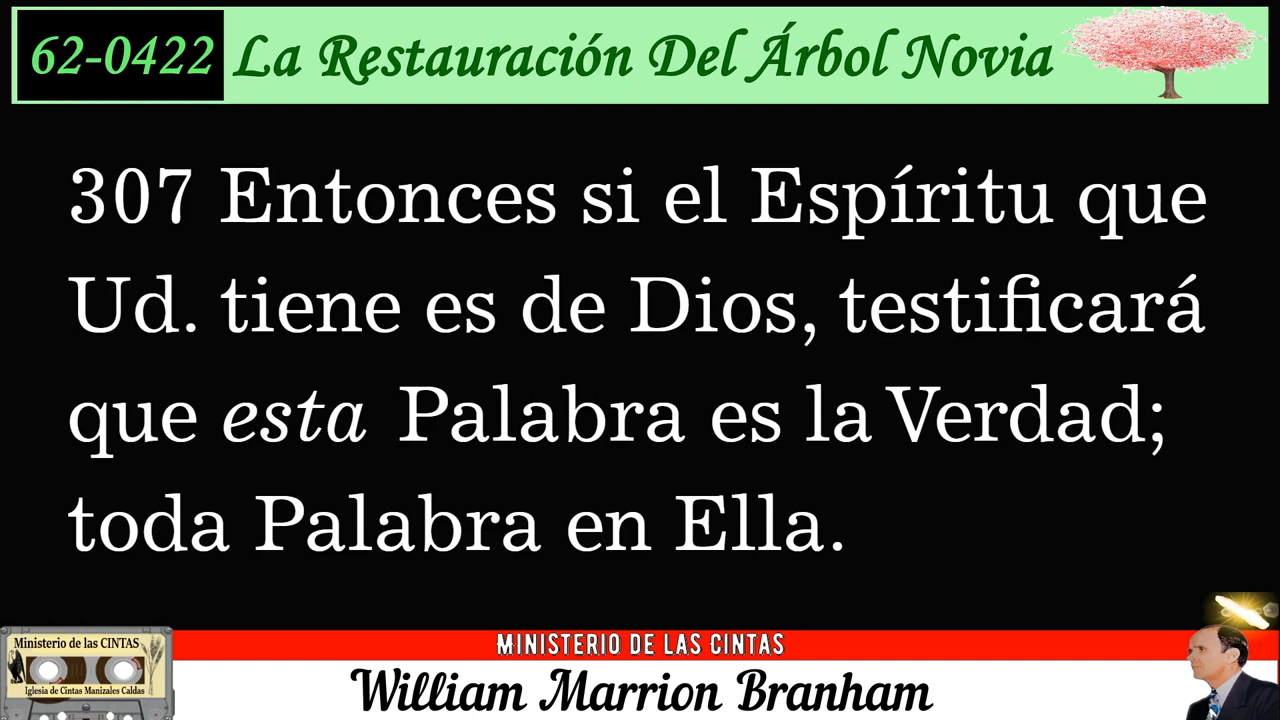 62-0422 La Restauración Del Árbol Novia
307 Entonces si el Espíritu que
Ud. tiene es de Dios, testificará
que esta Palabra es la Verdad;
toda Palabra en Ella.
Ministerio de las CINTAS
Iglesia de Cintas Manizales Caldas
MINISTERIO DE LAS CINTAS
William Marrion Branham